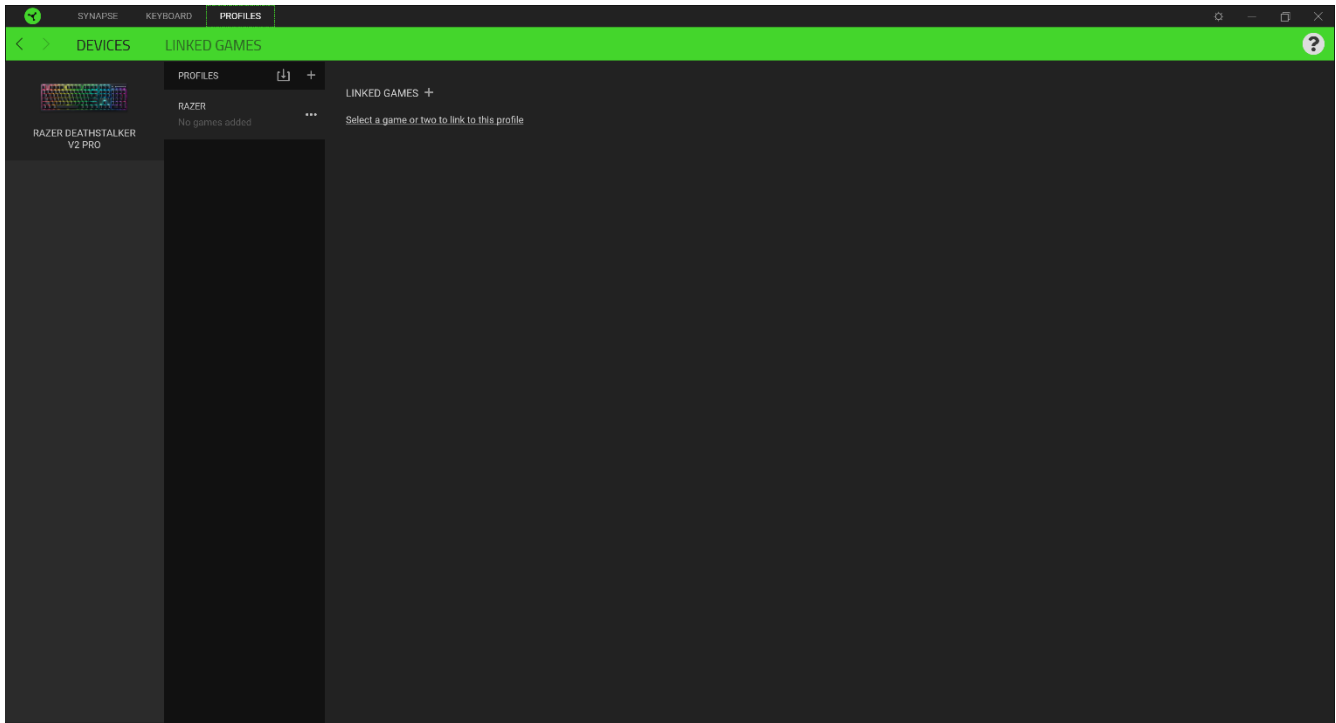 SYNAPSE KEYBOARD PROFILES
DEVICES LINKED GAMES
?
PROFILES
RAZER
No games added
RAZER DEATHSTALKER
V2 PRO
LINKED GAMES +
Select a game or two to link to this profile